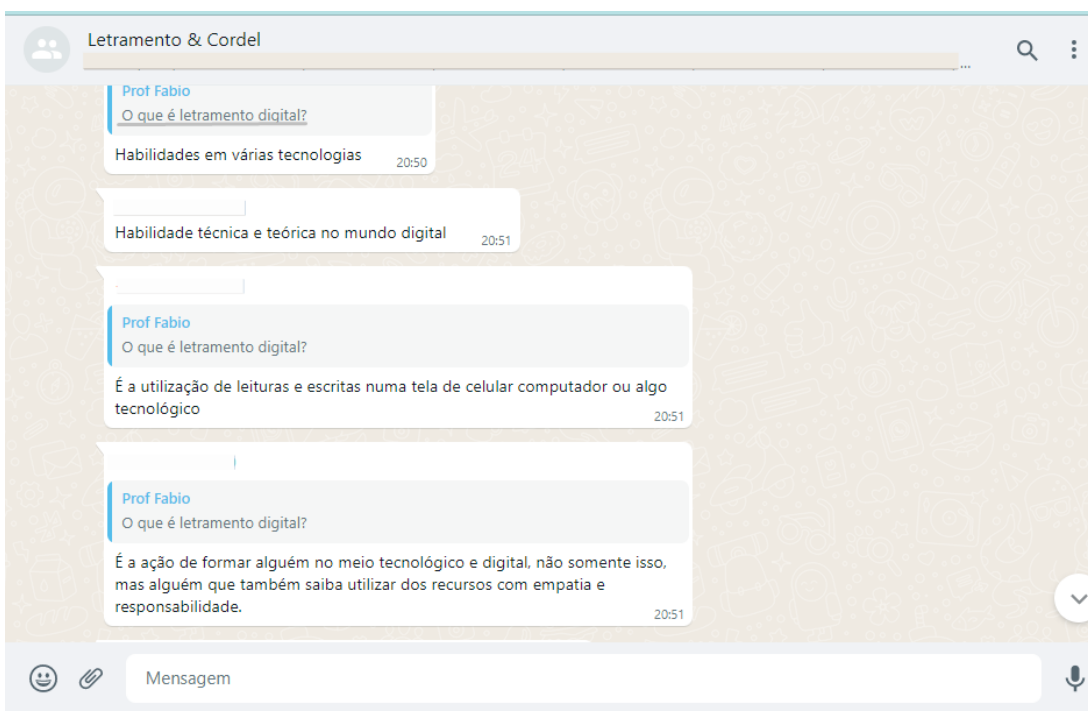 Letramento & Cordel
...
Prof Fabio
O que é letramento digital?
Habilidades em várias tecnologias
20:50
Habilidade técnica e teórica no mundo digital
20:51
Prof Fabio
O que é letramento digital?
É a utilização de leituras e escritas numa tela de celular computador ou algo
tecnológico
20:51
Prof Fabio
O que é letramento digital?
É a ação de formar alguém no meio tecnológico e digital, não somente isso,
mas alguém que também saiba utilizar dos recursos com empatia e
responsabilidade.
20:51
Mensagem